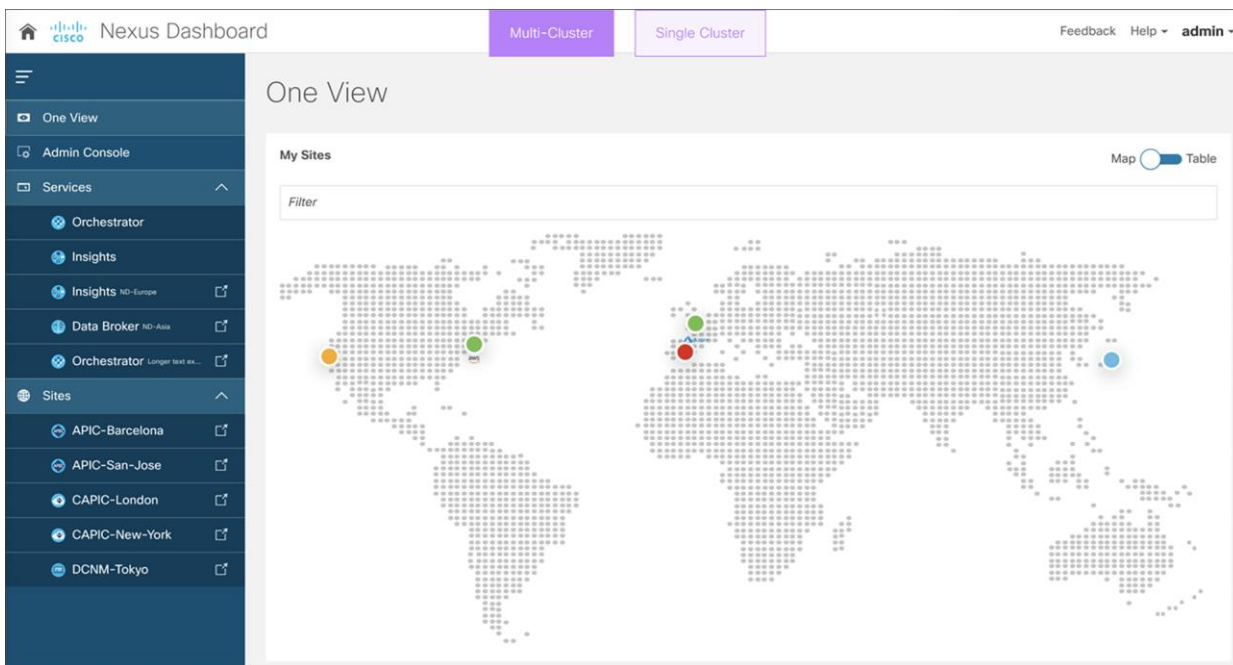 cisco Nexus Dashboard
Multi-Cluster
Single Cluster
Feedback Help admin
One View
Admin Console
Services
Orchestrator
Insights
Insights ND-Europe
Data Broker ND-Asia
Orchestrator Longer text ex...
Sites
APIC-Barcelona
APIC-San-Jose
CAPIC-London
CAPIC-New-York
DCNM-Tokyo
One View
My Sites
Map Table
Filter
aws